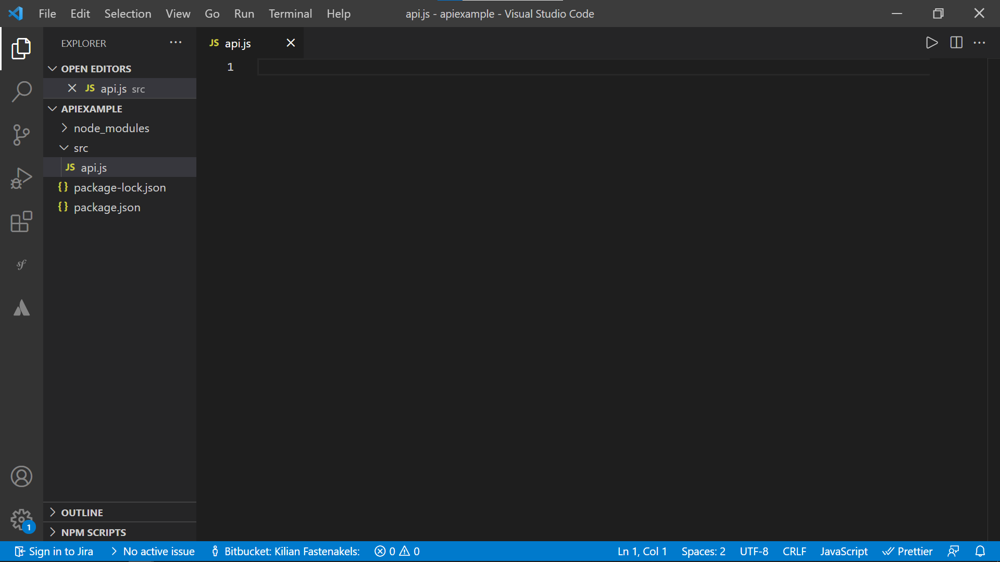 File Edit Selection View Go Run Terminal Help api.js - apiexample - Visual Studio Code
EXPLORER
OPEN EDITORS
JS api.js src
APIEXAMPLE
node_modules
src
JS api.js
{} package-lock.json
{} package.json
OUTLINE
NPM SCRIPTS
JS api.js
1
sf
1
Sign in to Jira No active issue Bitbucket: Kilian Fastenakels: 0 0 Ln 1, Col 1 Spaces: 2 UTF-8 CRLF JavaScript Prettier